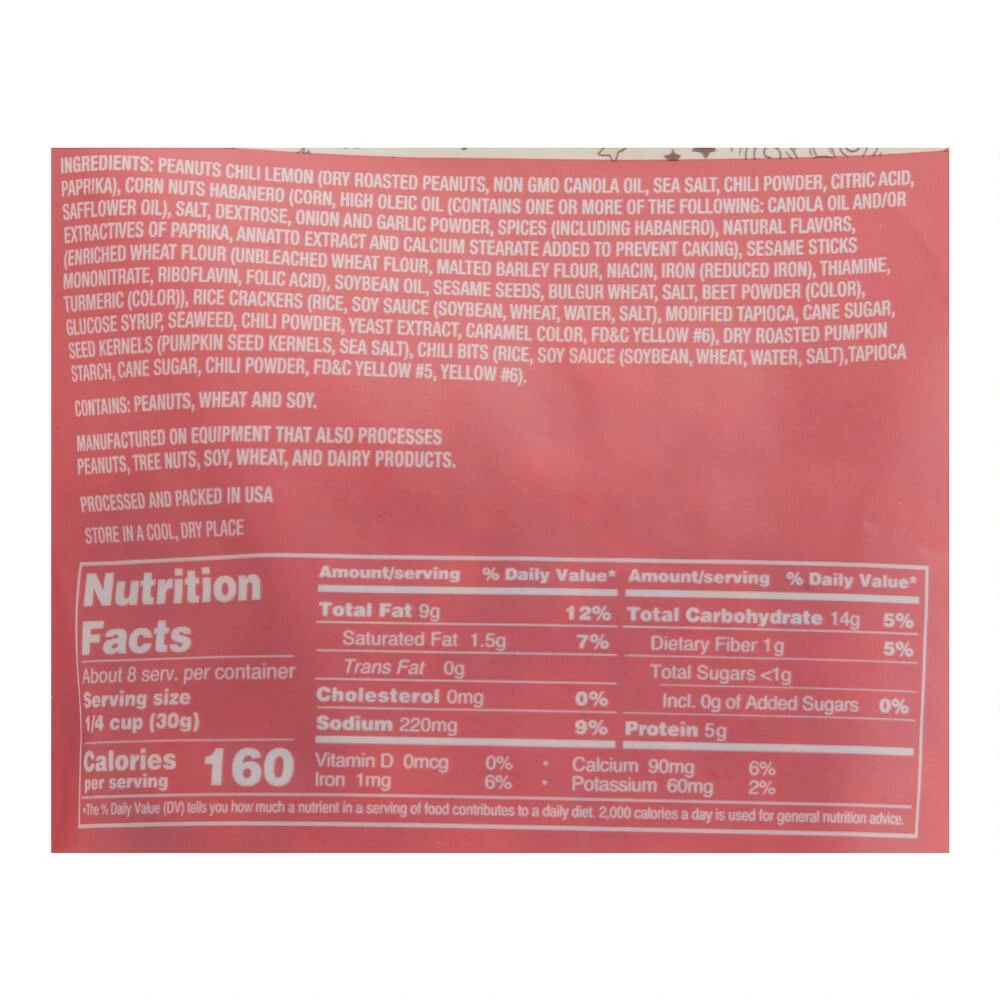 INGREDIENTS: PEANUTS CHILI LEMON (DRY ROASTED PEANUTS, NON GMO CANOLA OIL, SEA SALT, CHILI POWDER, CITRIC ACID,
PAPRIKA), CORN NUTS HABANERO (CORN, HIGH OLEIC OIL (CONTAINS ONE OR MORE OF THE FOLLOWING: CANOLA OIL AND/OR
SAFFLOWER OIL), SALT, DEXTROSE, ONION AND GARLIC POWDER, SPICES (INCLUDING HABANERO), NATURAL FLAVORS,
EXTRACTIVES OF PAPRIKA, ANNATTO EXTRACT AND CALCIUM STEARATE ADDED TO PREVENT CAKING), SESAME STICKS
(ENRICHED WHEAT FLOUR (UNBLEACHED WHEAT FLOUR, MALTED BARLEY FLOUR, NIACIN, IRON (REDUCED IRON), THIAMINE,
MONONITRATE, RIBOFLAVIN, FOLIC ACID), SOYBEAN OIL, SESAME SEEDS, BULGUR WHEAT, SALT, BEET POWDER (COLOR),
TURMERIC (COLOR)), RICE CRACKERS (RICE, SOY SAUCE (SOYBEAN, WHEAT, WATER, SALT), MODIFIED TAPIOCA, CANE SUGAR,
GLUCOSE SYRUP, SEAWEED, CHILI POWDER, YEAST EXTRACT, CARAMEL COLOR, FD&C YELLOW #6), DRY ROASTED PUMPKIN
SEED KERNELS (PUMPKIN SEED KERNELS, SEA SALT), CHILI BITS (RICE, SOY SAUCE (SOYBEAN, WHEAT, WATER, SALT),TAPIOCA
STARCH, CANE SUGAR, CHILI POWDER, FD&C YELLOW #5, YELLOW #6).
CONTAINS: PEANUTS, WHEAT AND SOY.
MANUFACTURED ON EQUIPMENT THAT ALSO PROCESSES
PEANUTS, TREE NUTS, SOY, WHEAT, AND DAIRY PRODUCTS.
PROCESSED AND PACKED IN USA
STORE IN A COOL, DRY PLACE
Nutrition
Facts
About 8 serv. per container
Serving size
1/4 cup (30g)
Calories 160
per serving
Amount/serving % Daily Value*
Total Fat 9g 12%
Saturated Fat 1.5g 7%
Trans Fat 0g
Cholesterol 0mg 0%
Sodium 220mg 9%
Amount/serving % Daily Value*
Total Carbohydrate 14g 5%
Dietary Fiber 1g 5%
Total Sugars <1g
Incl. 0g of Added Sugars 0%
Protein 5g
Vitamin D 0mcg 0% • Calcium 90mg 6%
Iron 1mg 6% • Potassium 60mg 2%
*The % Daily Value (DV) tells you how much a nutrient in a serving of food contributes to a daily diet. 2,000 calories a day is used for general nutrition advice.